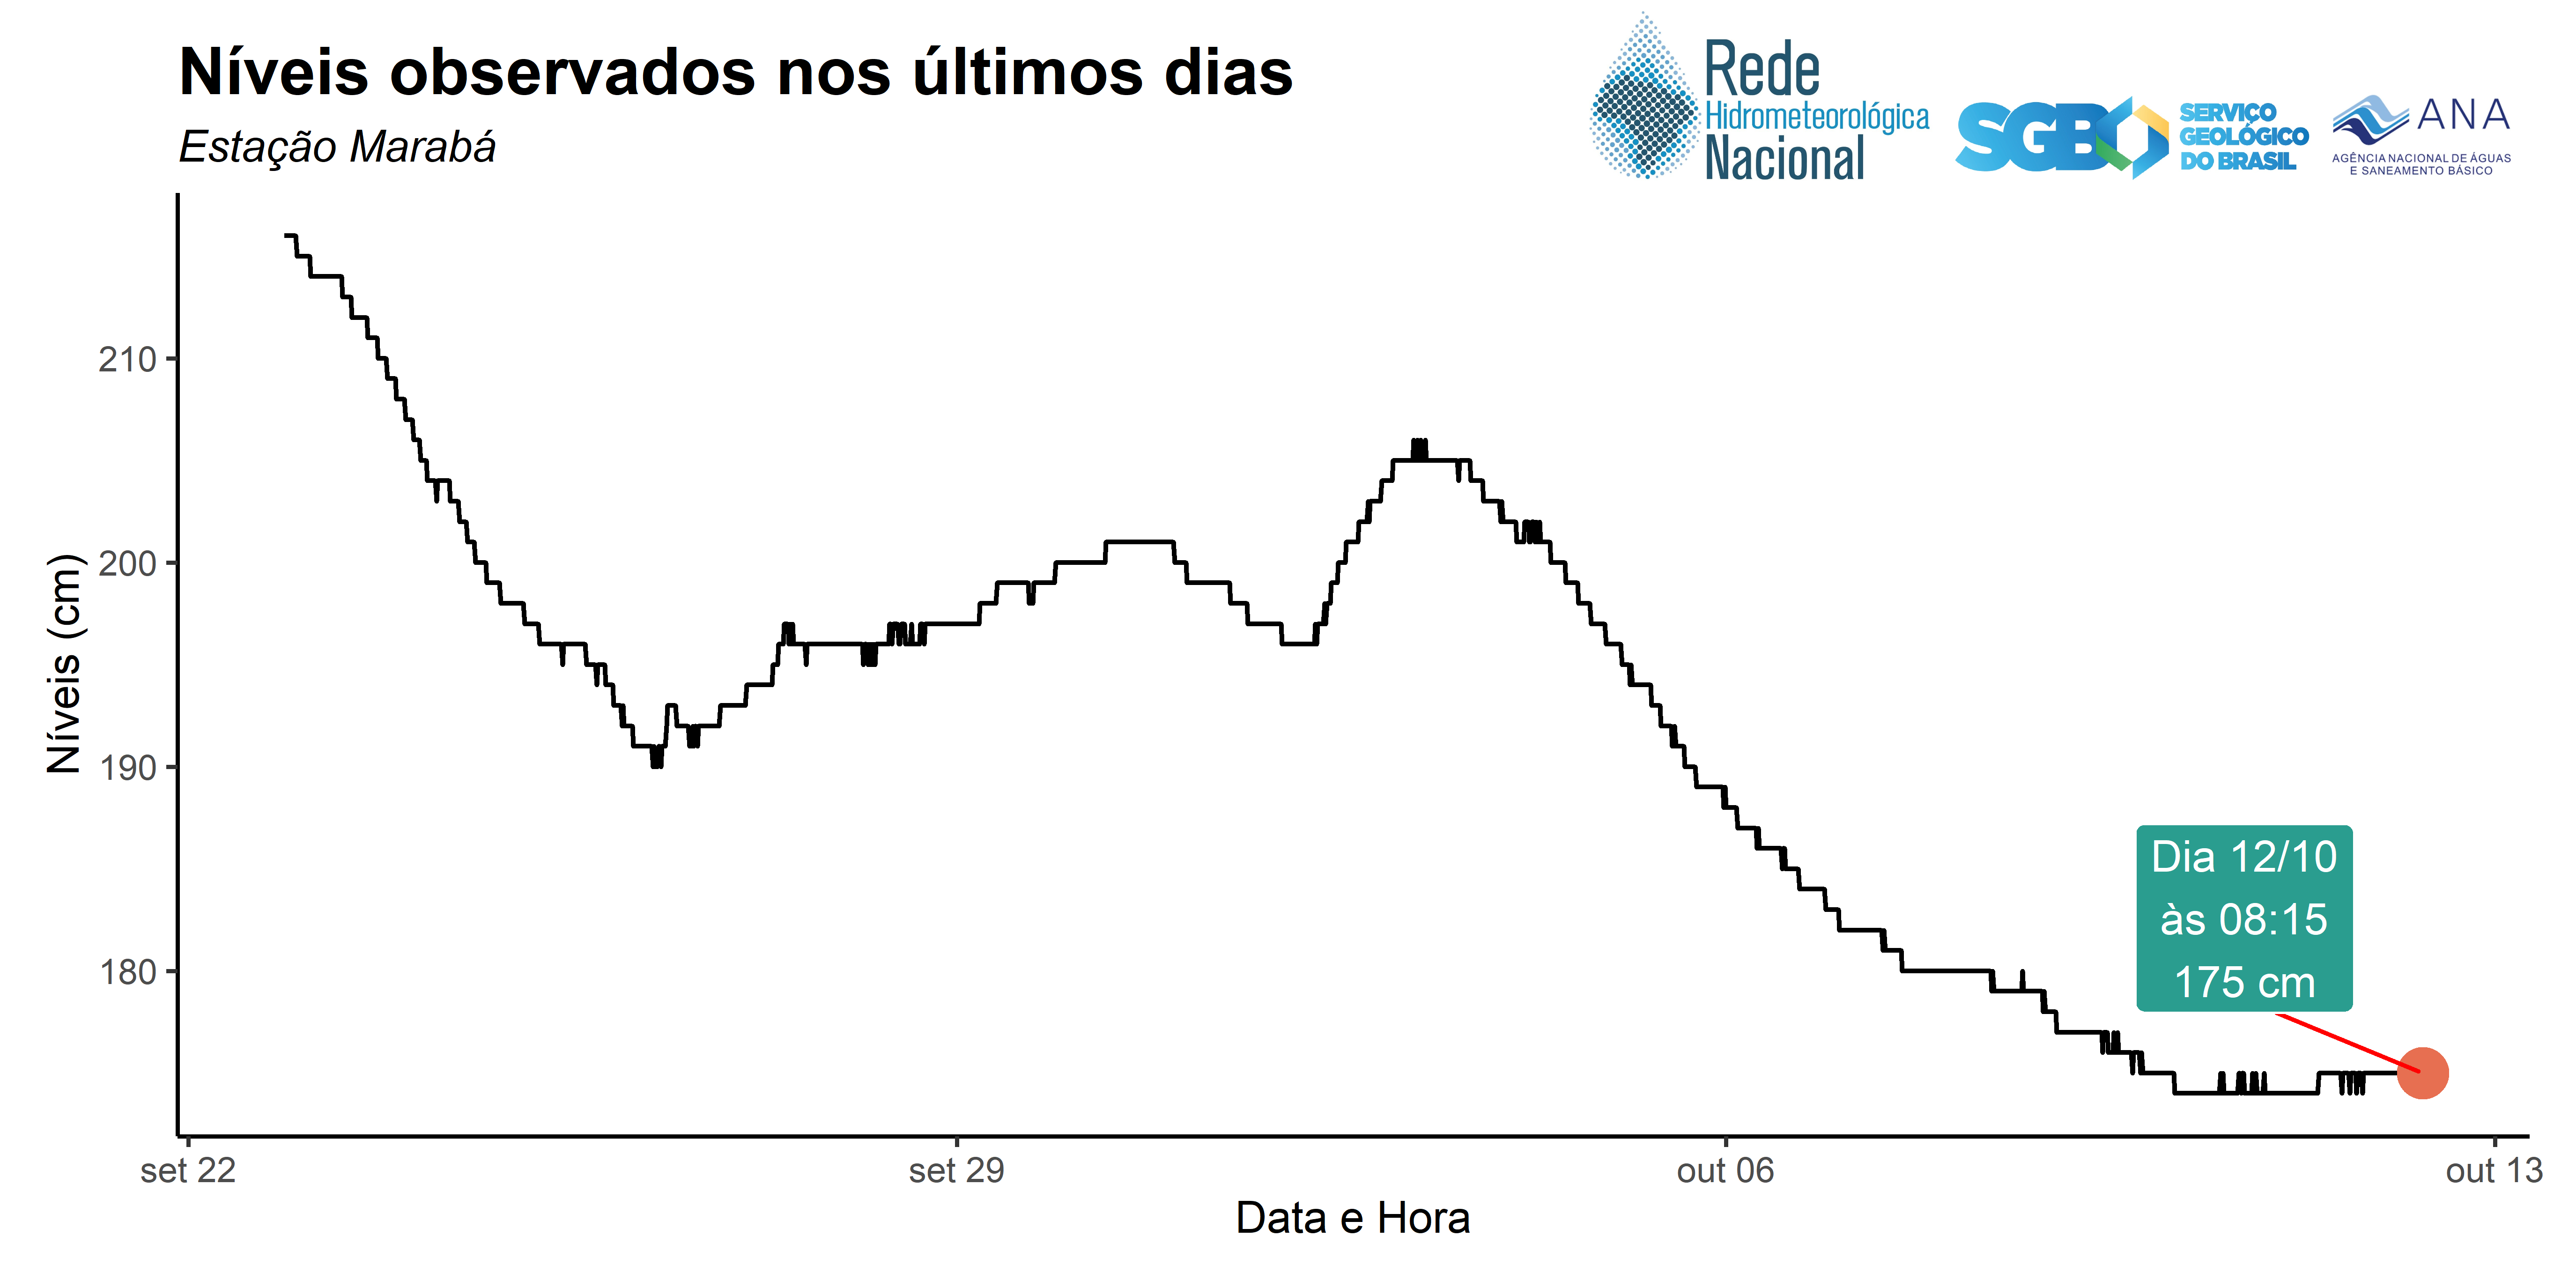 Níveis observados nos últimos dias
Estação Marabá
Rede
Hidrometeorológica
Nacional
SGB
SERVIÇO
GEOLÓGICO
DO BRASIL
ANA
AGÊNCIA NACIONAL DE ÁGUAS
E SANEAMENTO BÁSICO
Níveis (cm)
210
200
190
180
Dia 12/10
às 08:15
175 cm
set 22
set 29
out 06
out 13
Data e Hora